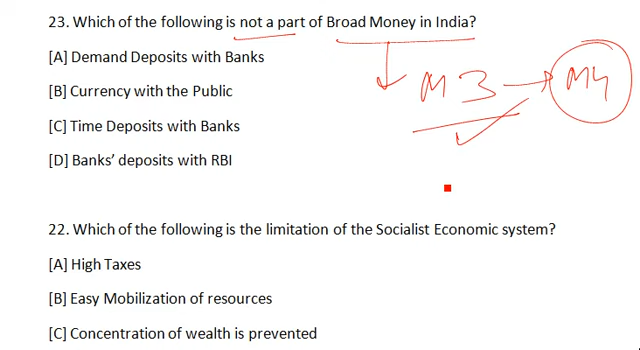 23. Which of the following is not a part of Broad Money in India?
[A] Demand Deposits with Banks
[B] Currency with the Public
M3 → M4
[C] Time Deposits with Banks
[D] Banks’ deposits with RBI
22. Which of the following is the limitation of the Socialist Economic system?
[A] High Taxes
[B] Easy Mobilization of resources
[C] Concentration of wealth is prevented